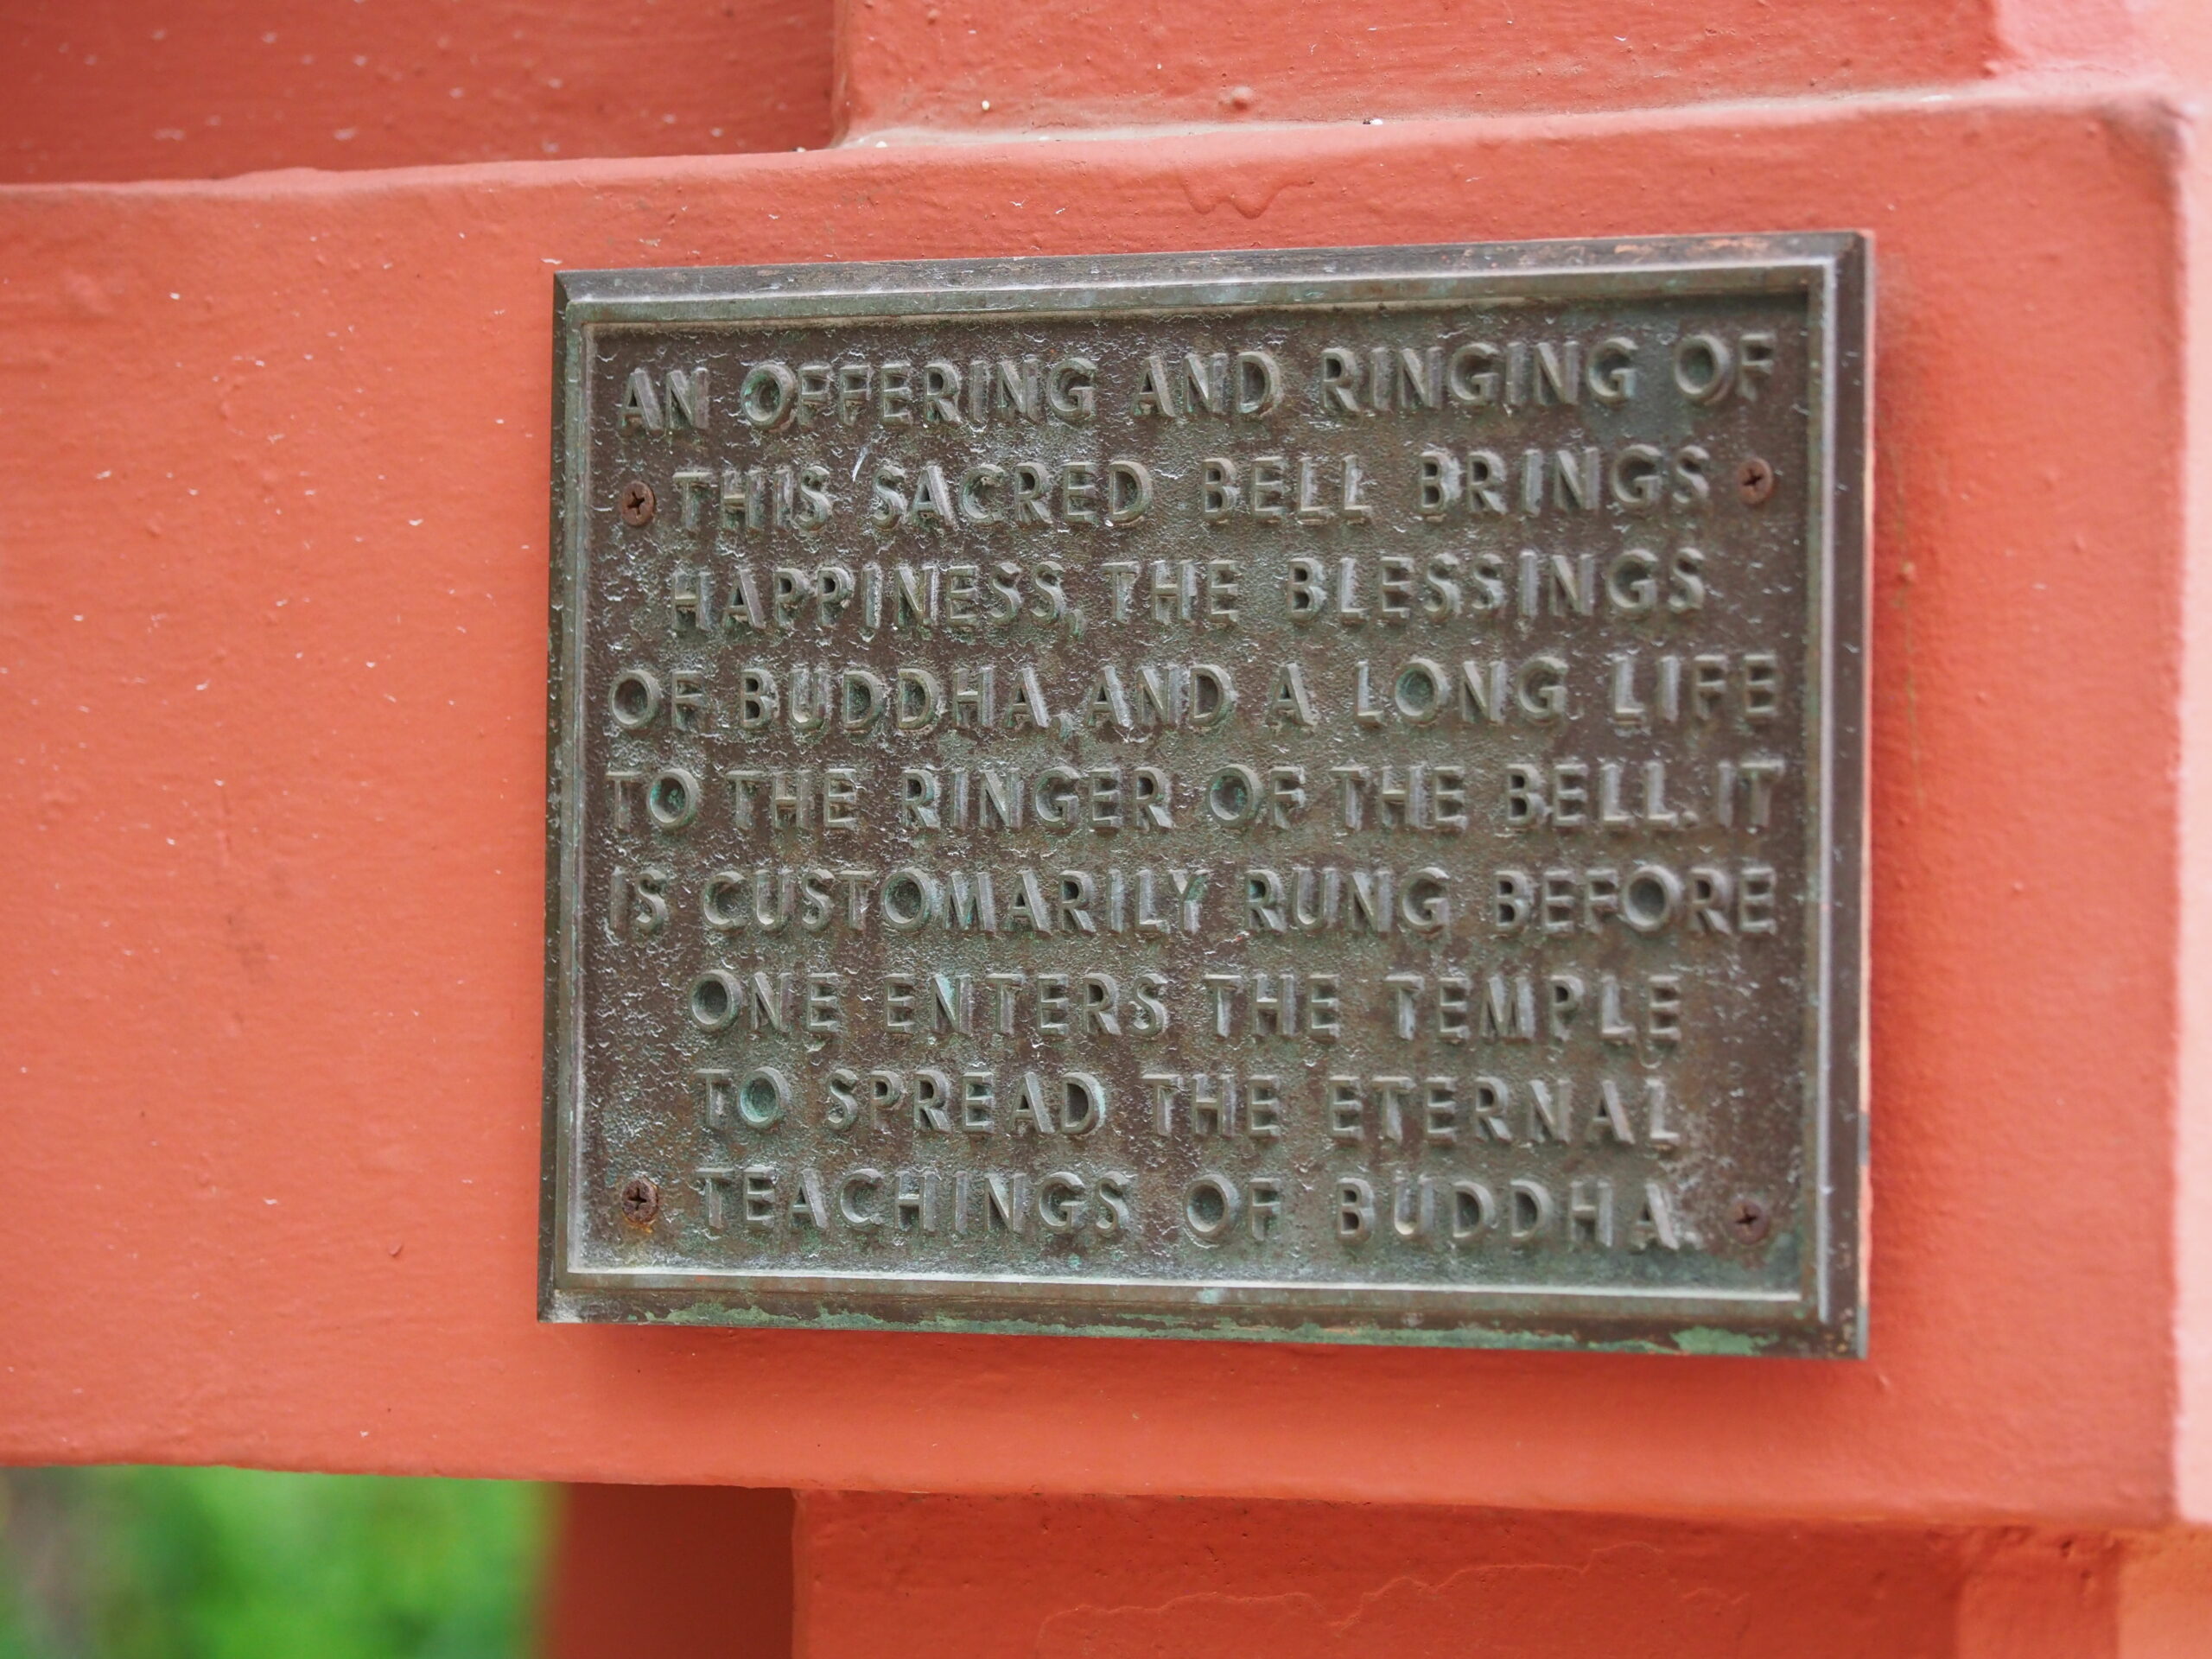 AN OFFERING AND RINGING OF
THIS SACRED BELL BRINGS
HAPPINESS, THE BLESSINGS
OF BUDDHA, AND A LONG LIFE
TO THE RINGER OF THE BELL. IT
IS CUSTOMARILY RUNG BEFORE
ONE ENTERS THE TEMPLE
TO SPREAD THE ETERNAL
TEACHINGS OF BUDDHA.